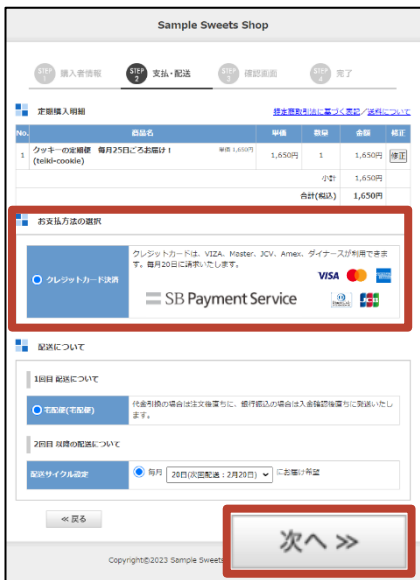 Sample Sweets Shop
STEP 1 購入者情報 STEP 2 支払・配送 STEP 3 確認画面 STEP 4 完了
定期購入明細 特定商取引法に基づく表記／送料について
No. 商品名 単価 数量 金額 修正
1 クッキーの定期便　毎月25日ごろお届け！ 単価 1,650円 1,650円 1 1,650円 修正
(teiki-cookie)
小計 1,650円
合計(税込) 1,650円
お支払方法の選択
クレジットカード決済
クレジットカードは、VIZA、Master、JCV、Amex、ダイナースが利用できま
す。毎月20日に請求いたします。
VISA
SB Payment Service JCB
配送について
1回目 配送について
宅配便(宅配便)
代金引換の場合は注文後直ちに、銀行振込の場合は入金確認後直ちに発送いたし
ます。
2回目 以降の配送について
配送サイクル設定 毎月 20日(次回配送：2月20日) にお届け希望
≪ 戻る
次へ ≫
Copyright©2023 Sample Sweets